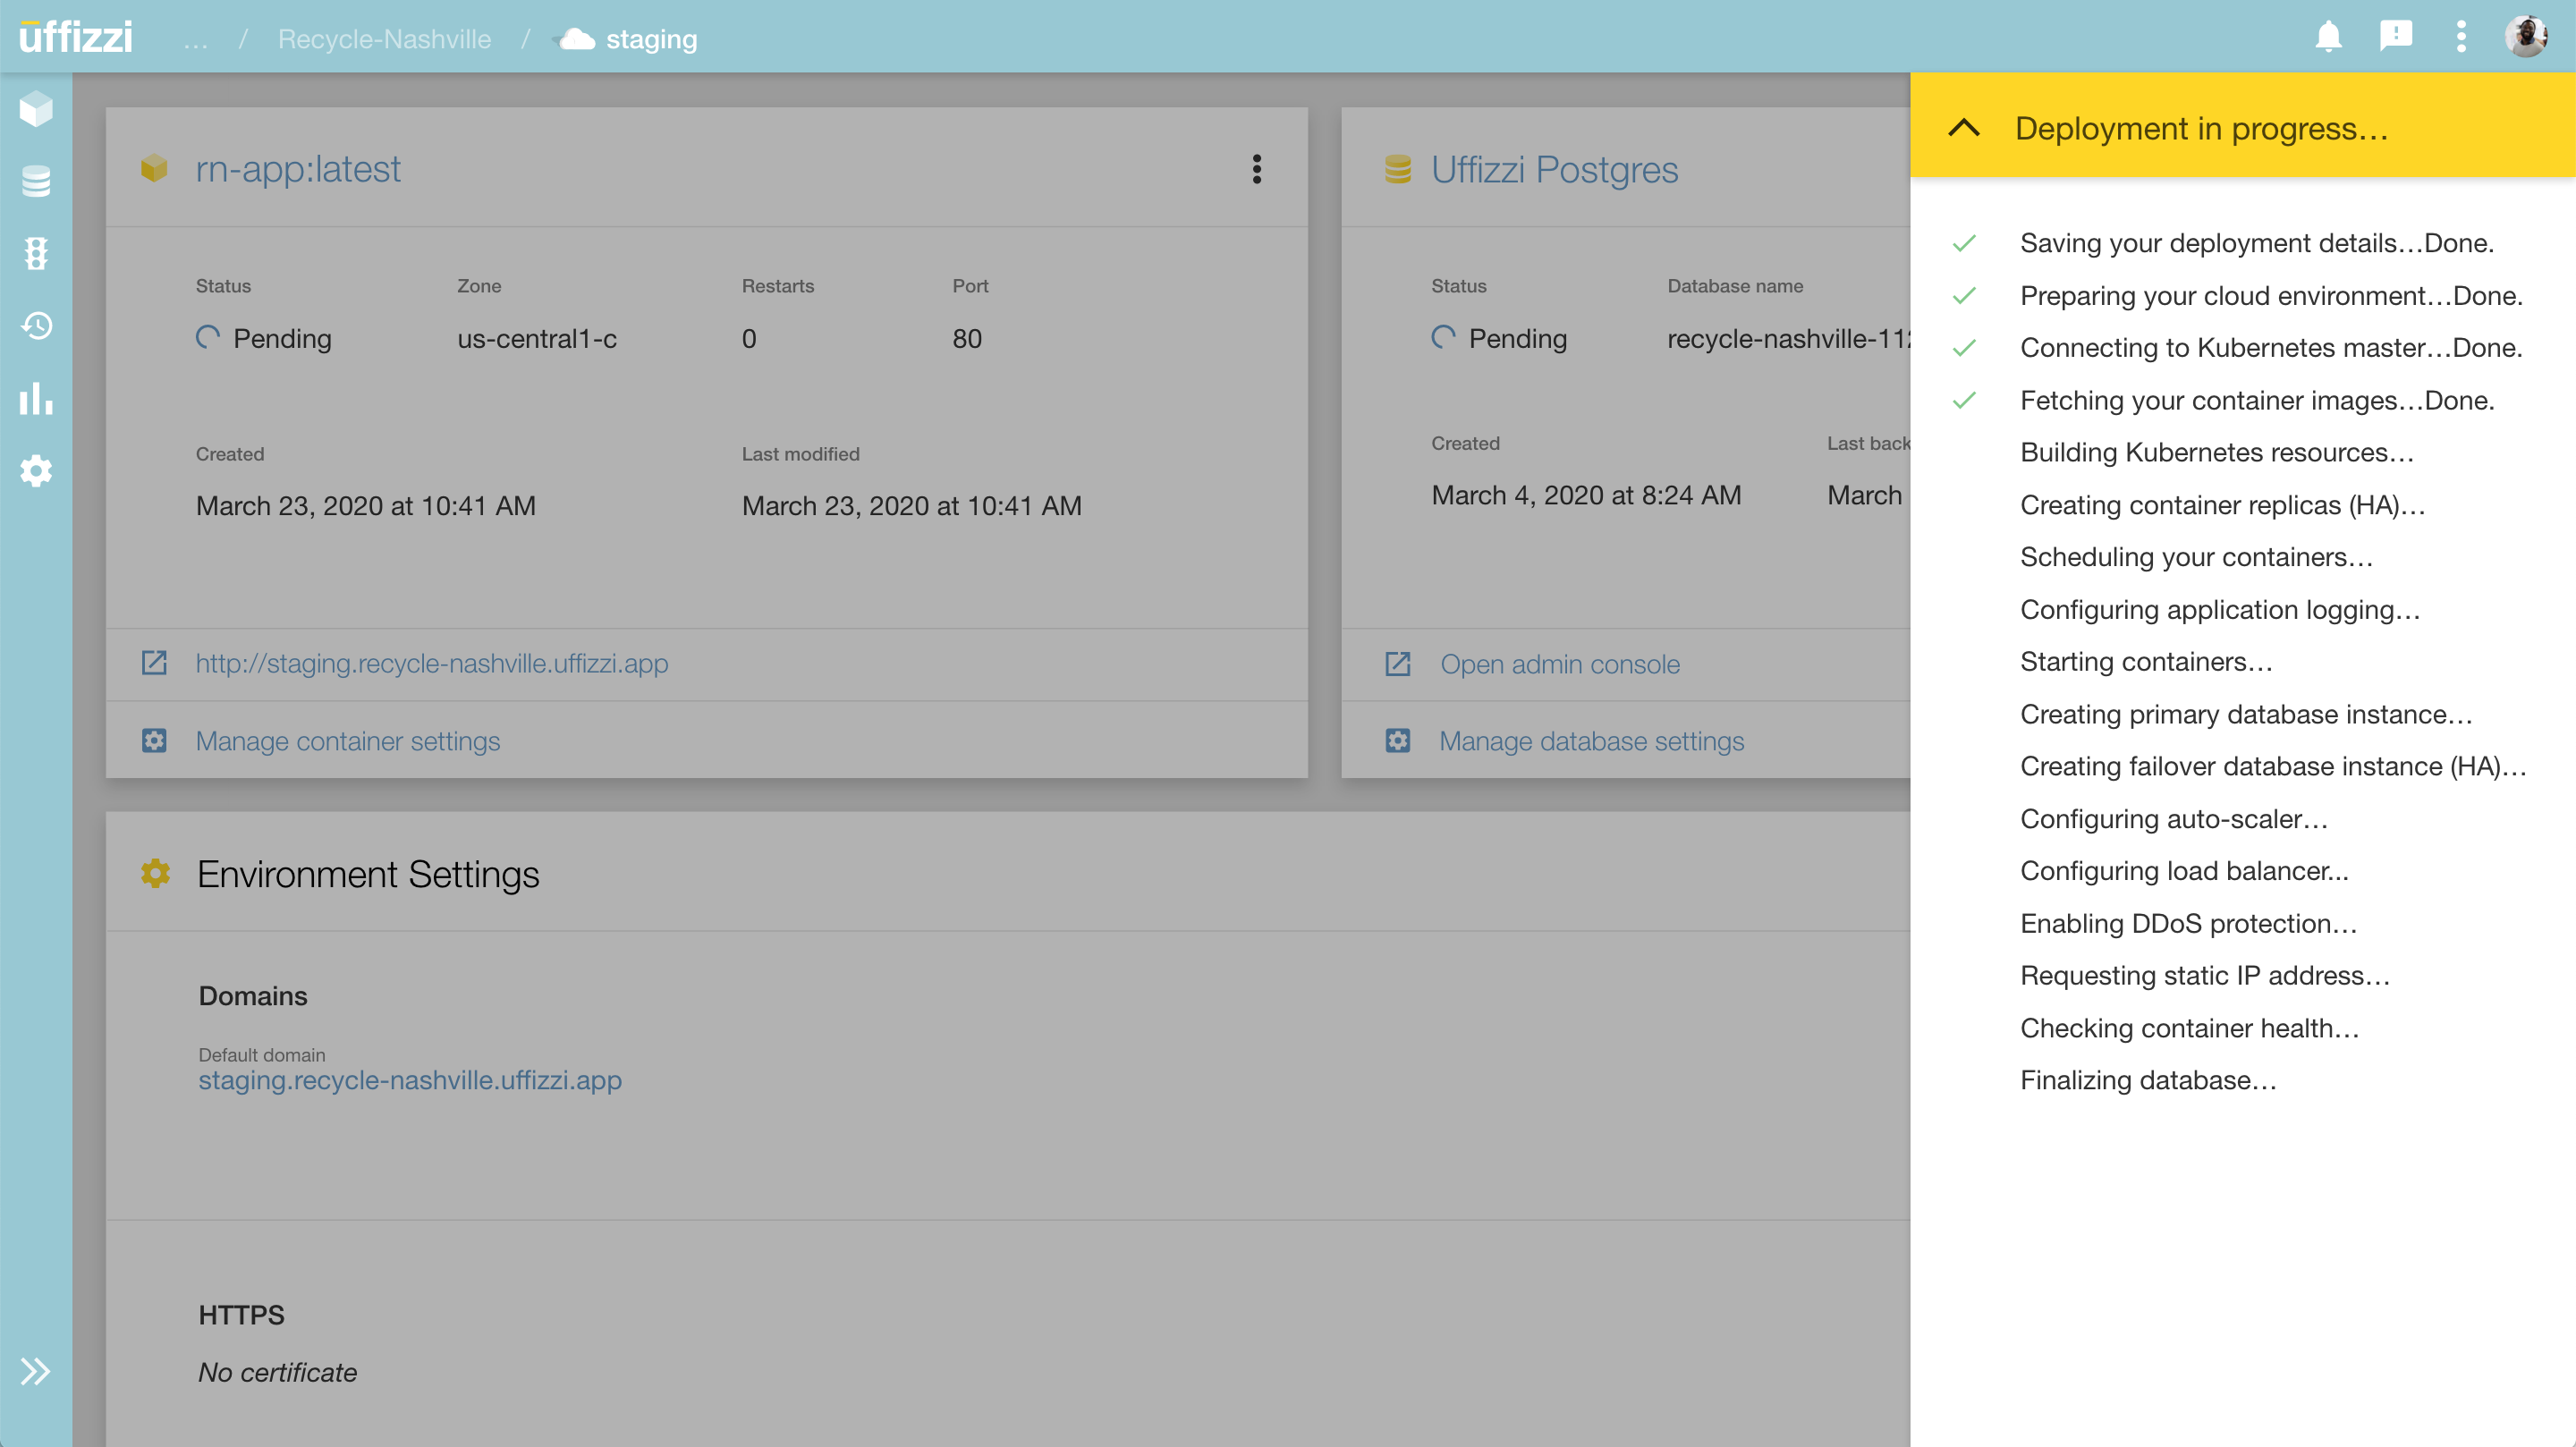 uffizzi ... / Recycle-Nashville / staging
rn-app:latest
Status Zone Restarts Port
Pending us-central1-c 0 80
Created Last modified
March 23, 2020 at 10:41 AM March 23, 2020 at 10:41 AM
http://staging.recycle-nashville.uffizzi.app
Manage container settings
Uffizzi Postgres
Status Database name
Pending recycle-nashville-112
Created Last back
March 4, 2020 at 8:24 AM March
Open admin console
Manage database settings
Environment Settings
Domains
Default domain
staging.recycle-nashville.uffizzi.app
HTTPS
No certificate
Deployment in progress…
Saving your deployment details…Done.
Preparing your cloud environment…Done.
Connecting to Kubernetes master…Done.
Fetching your container images…Done.
Building Kubernetes resources…
Creating container replicas (HA)…
Scheduling your containers…
Configuring application logging…
Starting containers…
Creating primary database instance…
Creating failover database instance (HA)…
Configuring auto-scaler…
Configuring load balancer...
Enabling DDoS protection…
Requesting static IP address…
Checking container health…
Finalizing database…